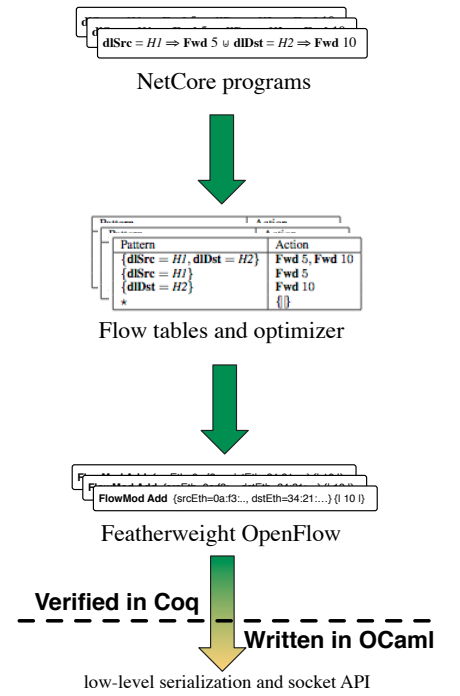 dlSrc = H1 ⇒ Fwd 5 ⊎ dlDst = H2 ⇒ Fwd 10
NetCore programs
Pattern Action
{dlSrc = H1, dlDst = H2} Fwd 5, Fwd 10
{dlSrc = H1} Fwd 5
{dlDst = H2} Fwd 10
⋆ {||}
Flow tables and optimizer
FlowMod Add {srcEth=0a:f3:.., dstEth=34:21:…} {| 10 |}
Featherweight OpenFlow
Verified in Coq
Written in OCaml
low-level serialization and socket API